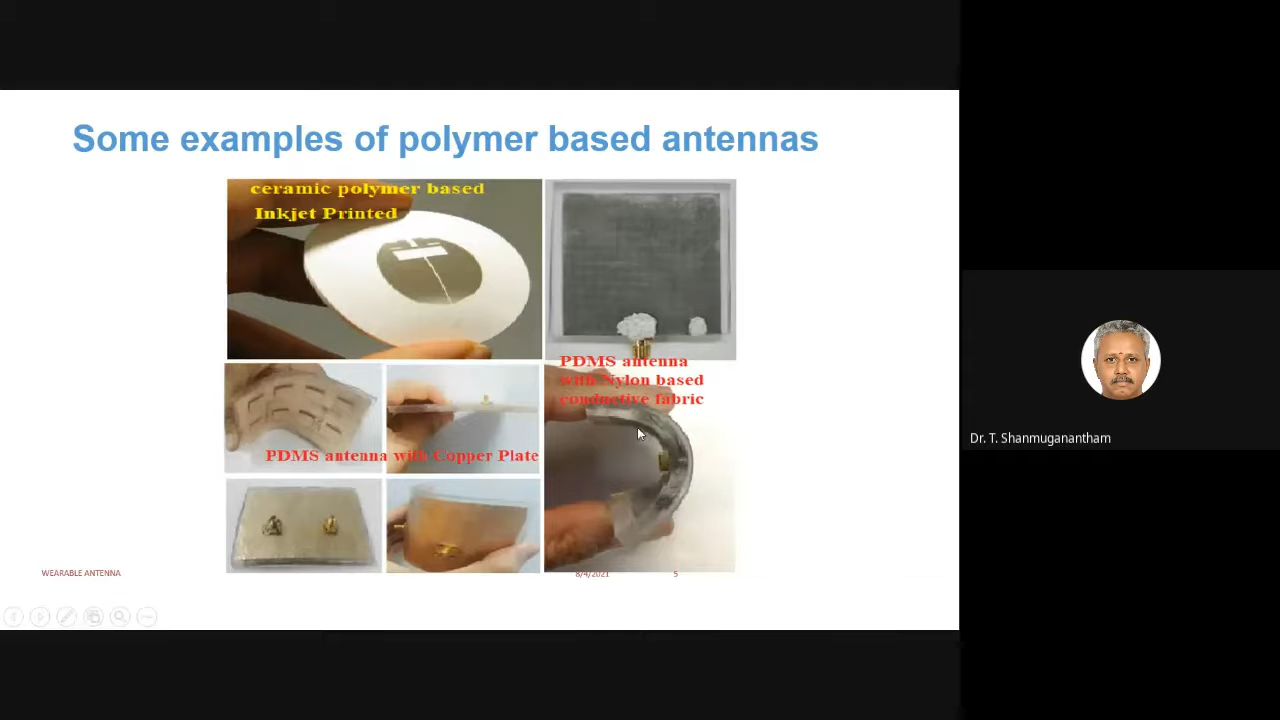 Some examples of polymer based antennas
ceramic polymer based
Inkjet Printed
PDMS antenna
with Nylon based
conductive fabric
PDMS antenna with Copper Plate
WEARABLE ANTENNA
8/4/2021
5
Dr. T. Shanmuganantham